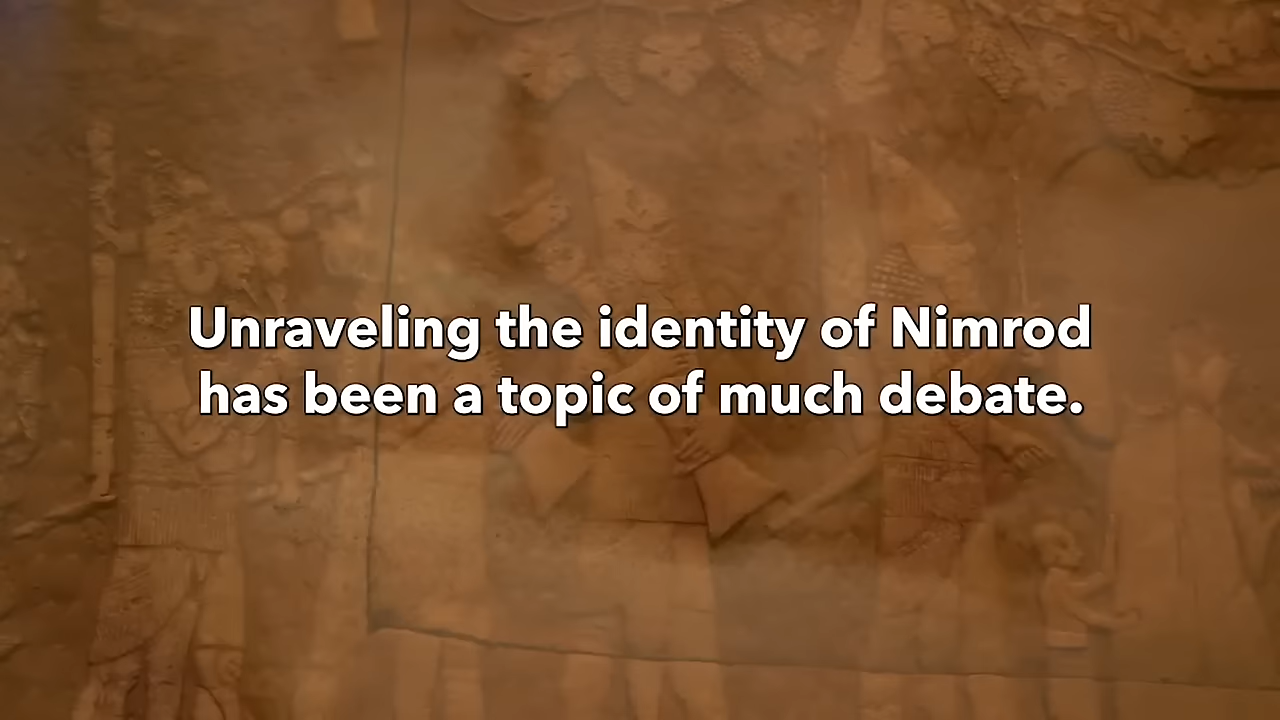 Unraveling the identity of Nimrod
has been a topic of much debate.